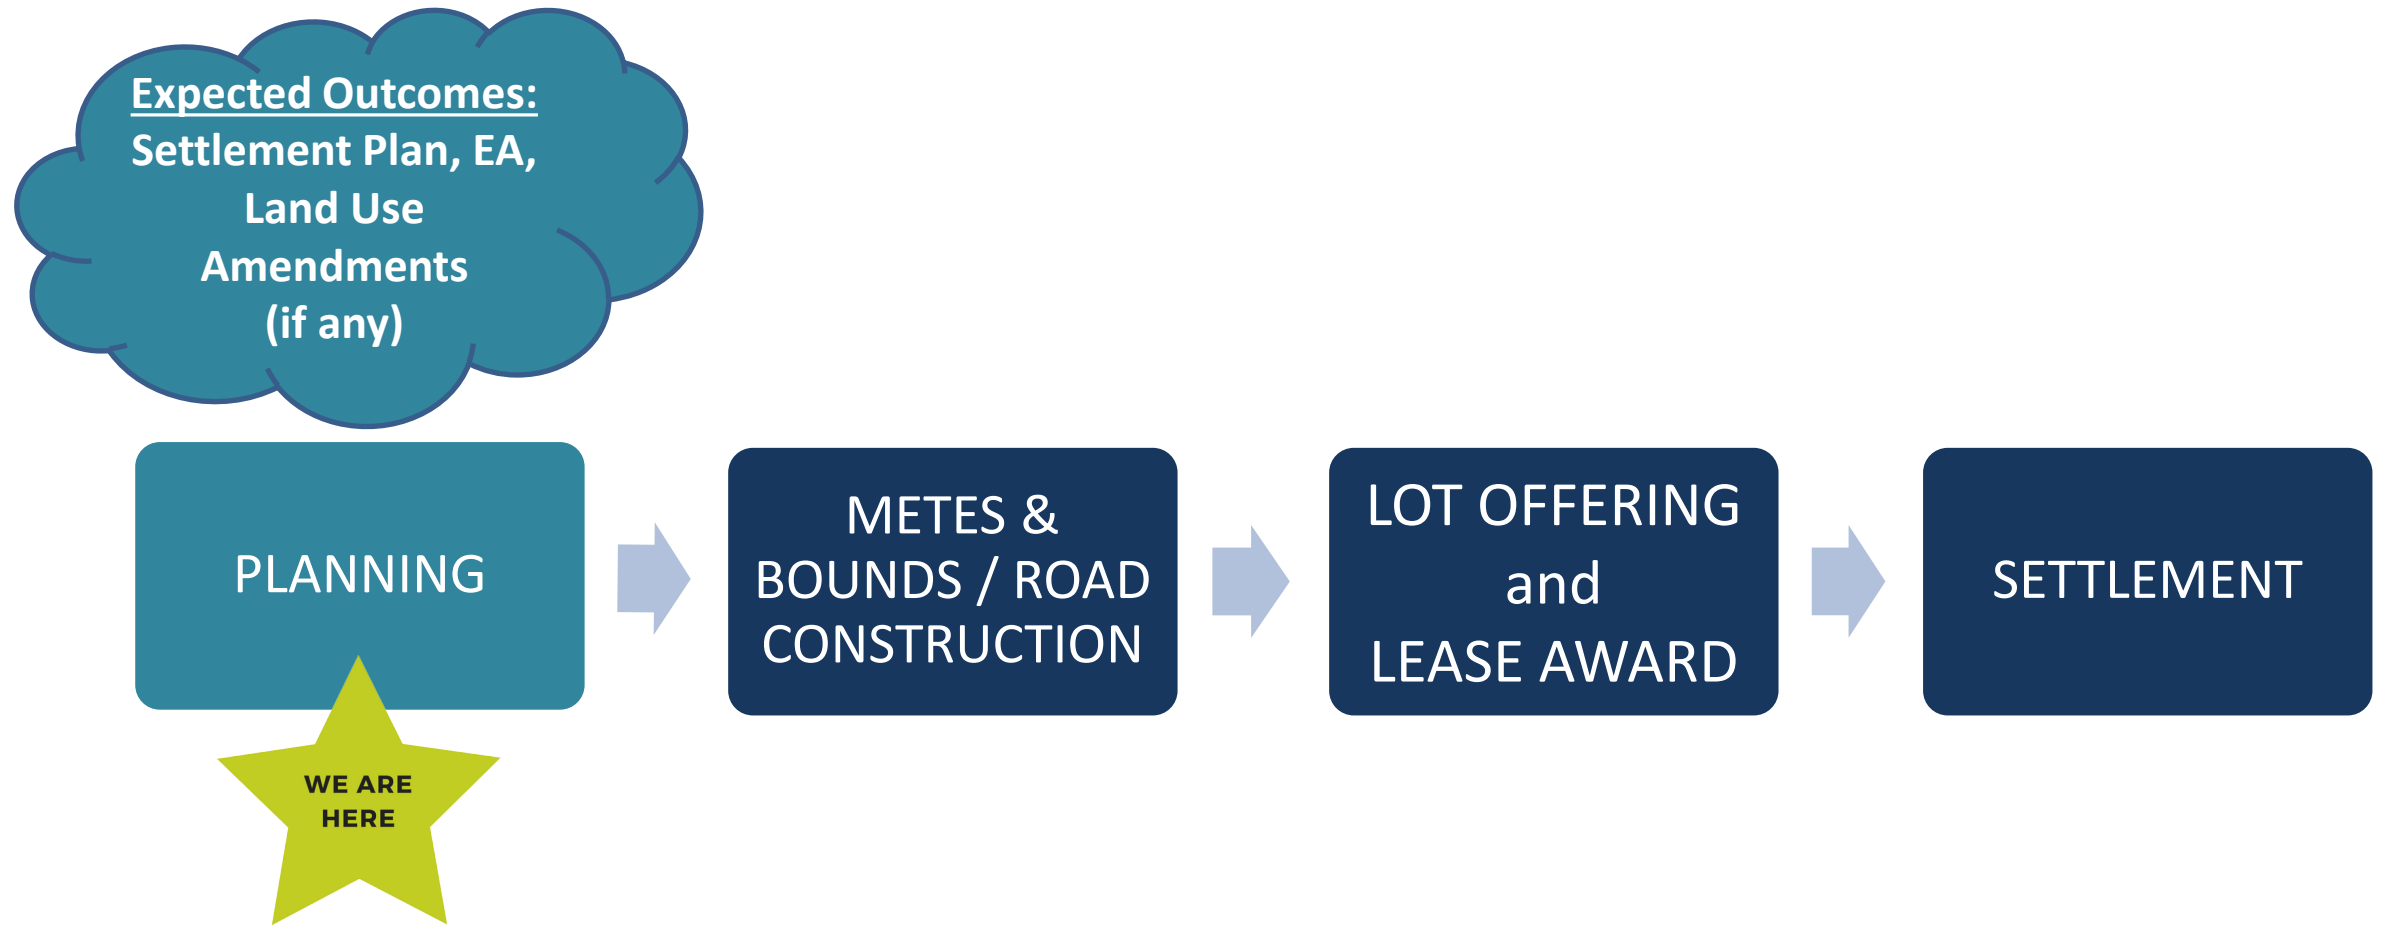 Expected Outcomes:
Settlement Plan, EA,
Land Use
Amendments
(if any)
PLANNING
WE ARE
HERE
METES &
BOUNDS / ROAD
CONSTRUCTION
LOT OFFERING
and
LEASE AWARD
SETTLEMENT